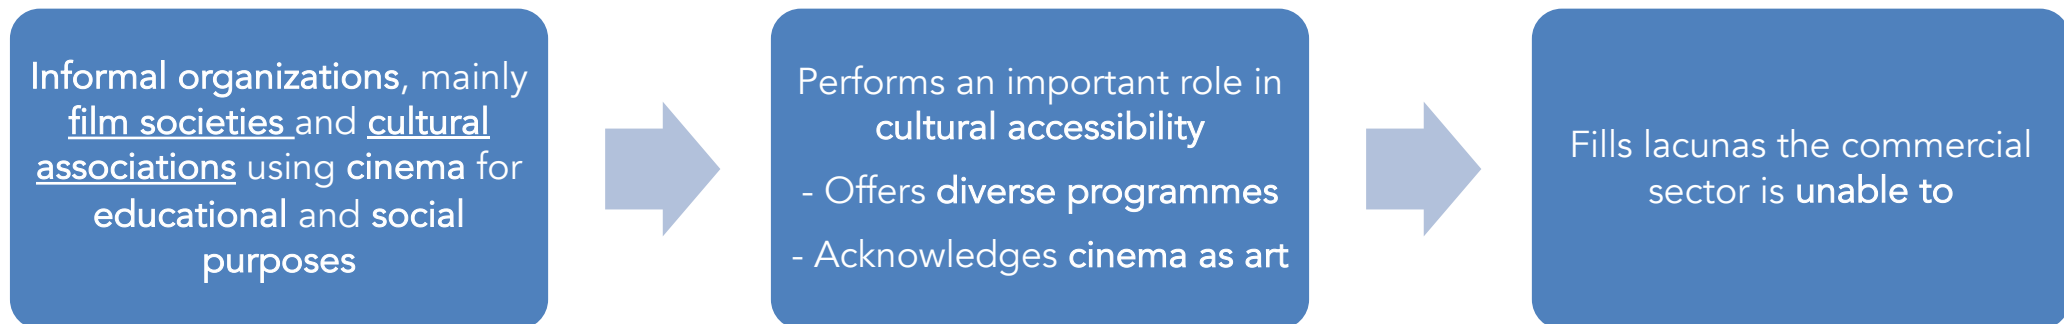 Informal organizations, mainly
film societies and cultural
associations using cinema for
educational and social
purposes
Performs an important role in
cultural accessibility
- Offers diverse programmes
- Acknowledges cinema as art
Fills lacunas the commercial
sector is unable to